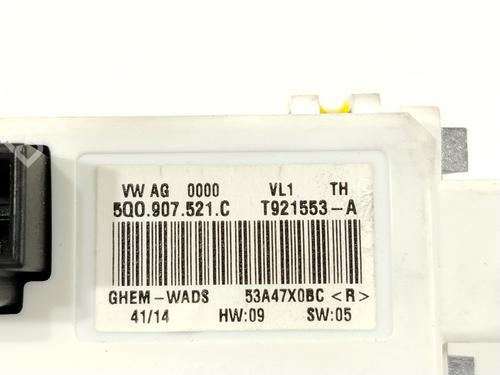 VW AG 0000 VL1 TH
5Q0.907.521.C T921553-A
GHEM-WADS 53A47X0BC <R>
41/14 HW:09 SW:05